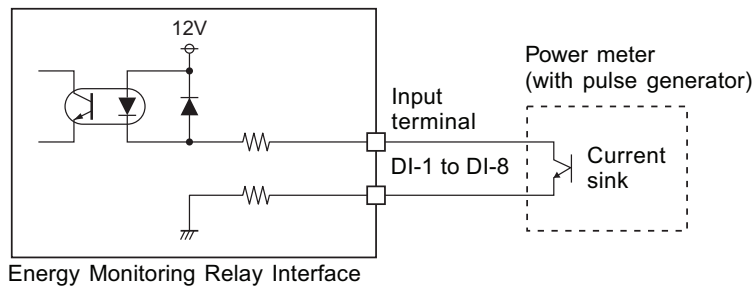 12V
Power meter
(with pulse generator)
Input
terminal
DI-1 to DI-8
Current
sink
Energy Monitoring Relay Interface